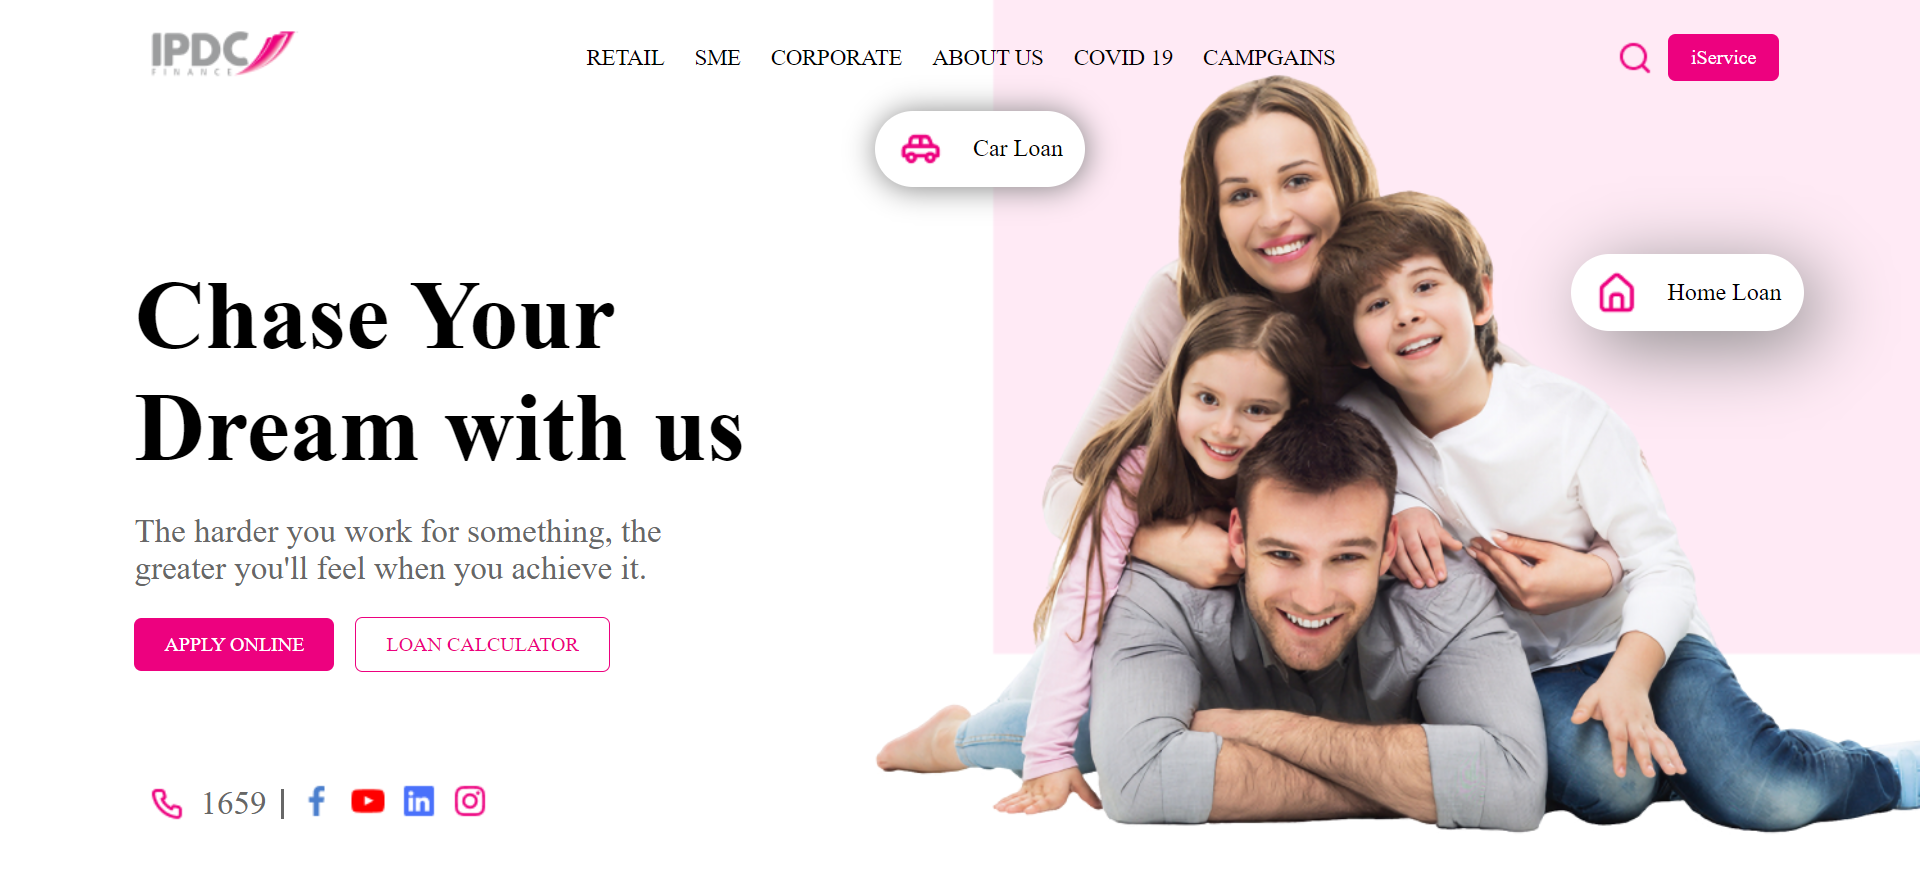 IPDC
FINANCE
RETAIL SME CORPORATE ABOUT US COVID 19 CAMPGAINS
iService
Car Loan
Home Loan
Chase Your
Dream with us
The harder you work for something, the
greater you'll feel when you achieve it.
APPLY ONLINE LOAN CALCULATOR
1659 |